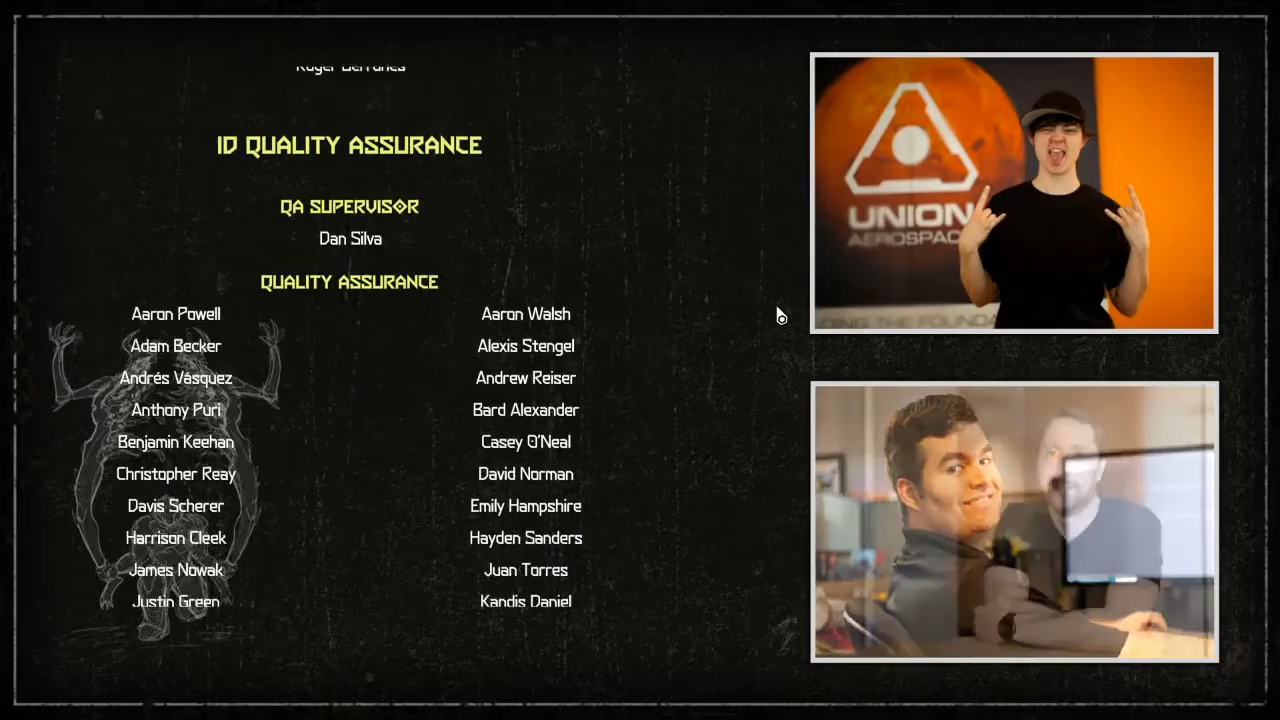 ID QUALITY ASSURANCE
QA SUPERVISOR
Dan Silva
QUALITY ASSURANCE
Aaron Powell Aaron Walsh
Adam Becker Alexis Stengel
Andrés Vásquez Andrew Reiser
Anthony Puri Bard Alexander
Benjamin Keehan Casey O'Neal
Christopher Reay David Norman
Davis Scherer Emily Hampshire
Harrison Cleek Hayden Sanders
James Nowak Juan Torres
Justin Green Kandis Daniel
UNION
AEROSPAC
THE FOUNDA